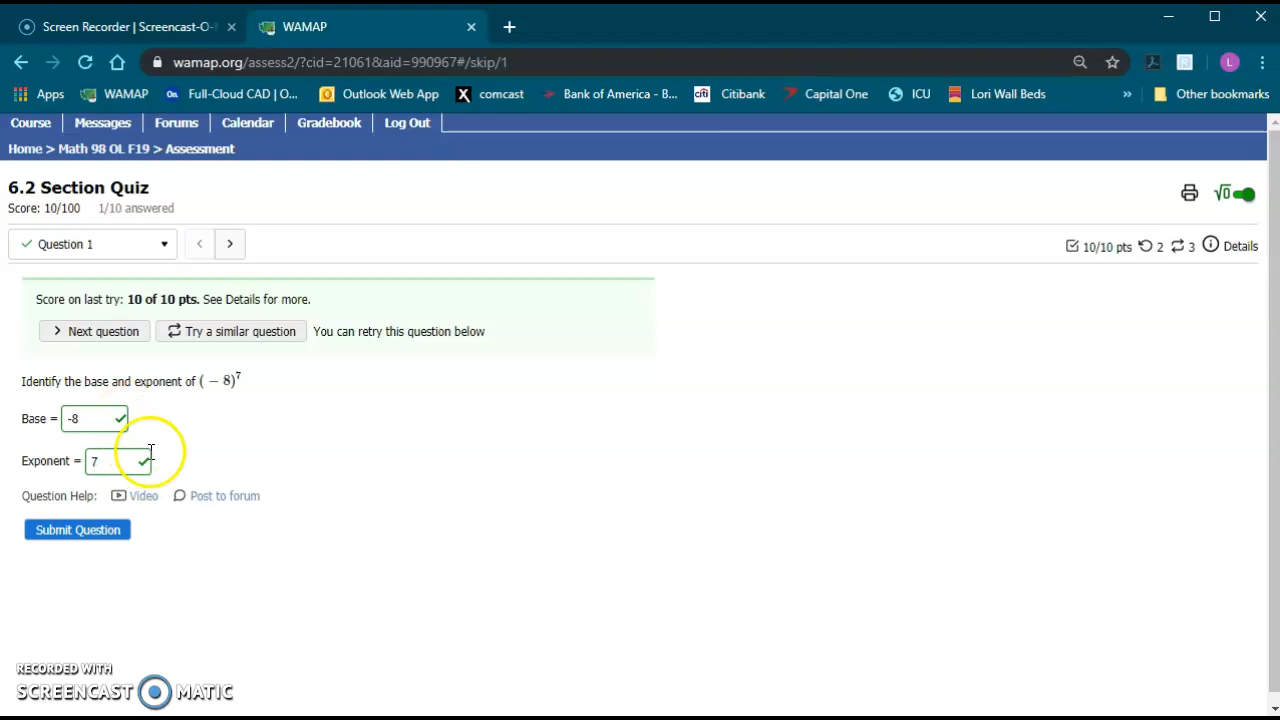 Screen Recorder | Screencast-O-
WAMAP
wamap.org/assess2/?cid=21061&aid=990967#/skip/1
L
Apps WAMAP On Full-Cloud CAD | O... Outlook Web App X comcast Bank of America - B... citi Citibank Capital One ICU Lori Wall Beds » Other bookmarks
Course Messages Forums Calendar Gradebook Log Out
Home > Math 98 OL F19 > Assessment
6.2 Section Quiz
Score: 10/100 1/10 answered
√0
Question 1
< >
10/10 pts 2 3 Details
Score on last try: 10 of 10 pts. See Details for more.
> Next question Try a similar question You can retry this question below
Identify the base and exponent of (−8)⁷
Base = -8
Exponent = 7
Question Help: Video Post to forum
Submit Question
RECORDED WITH
SCREENCAST MATIC